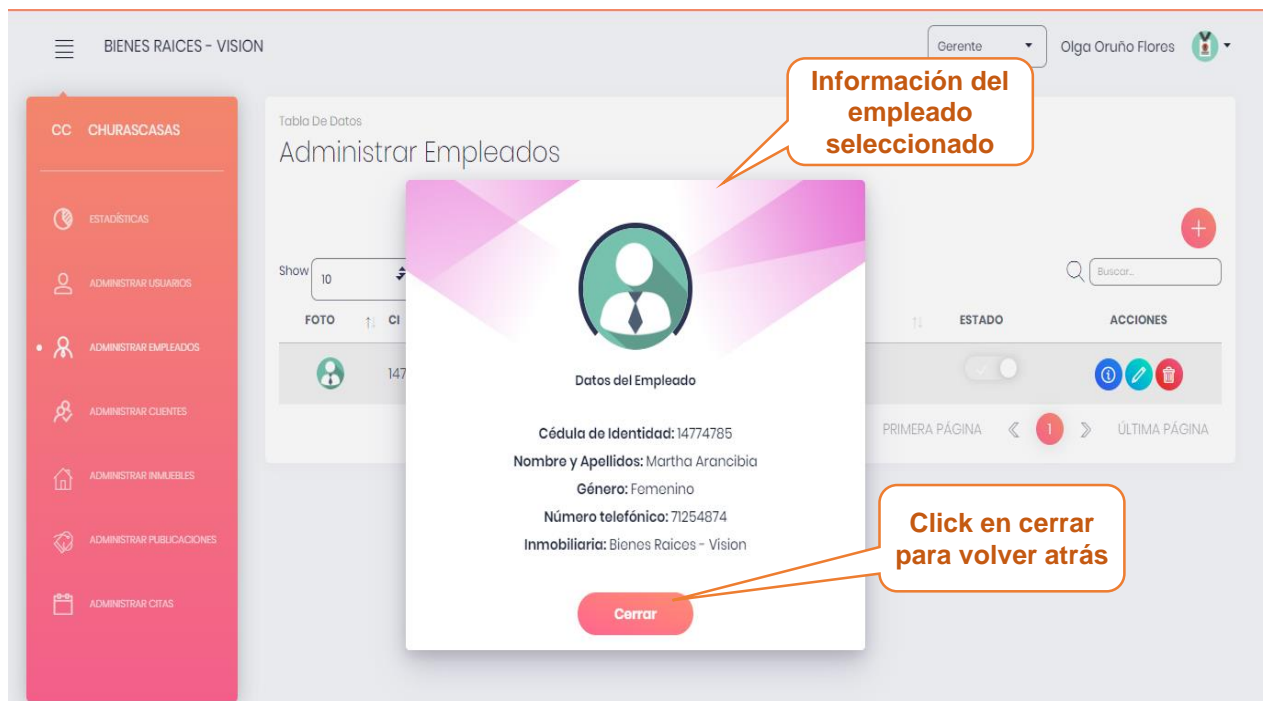 BIENES RAICES - VISION
Gerente
Olga Oruño Flores
Información del
empleado
seleccionado
CC CHURASCASAS
ESTADÍSTICAS
ADMINISTRAR USUARIOS
ADMINISTRAR EMPLEADOS
ADMINISTRAR CLIENTES
ADMINISTRAR INMUEBLES
ADMINISTRAR PUBLICACIONES
ADMINISTRAR CITAS
Tabla De Datos
Administrar Empleados
Show 10
Buscar..
FOTO CI ESTADO ACCIONES
147
Datos del Empleado
Cédula de Identidad: 14774785
Nombre y Apellidos: Martha Arancibia
Género: Femenino
Número telefónico: 71254874
Inmobiliaria: Bienes Raices - Vision
Cerrar
PRIMERA PÁGINA 《 1 》 ÚLTIMA PÁGINA
Click en cerrar
para volver atrás